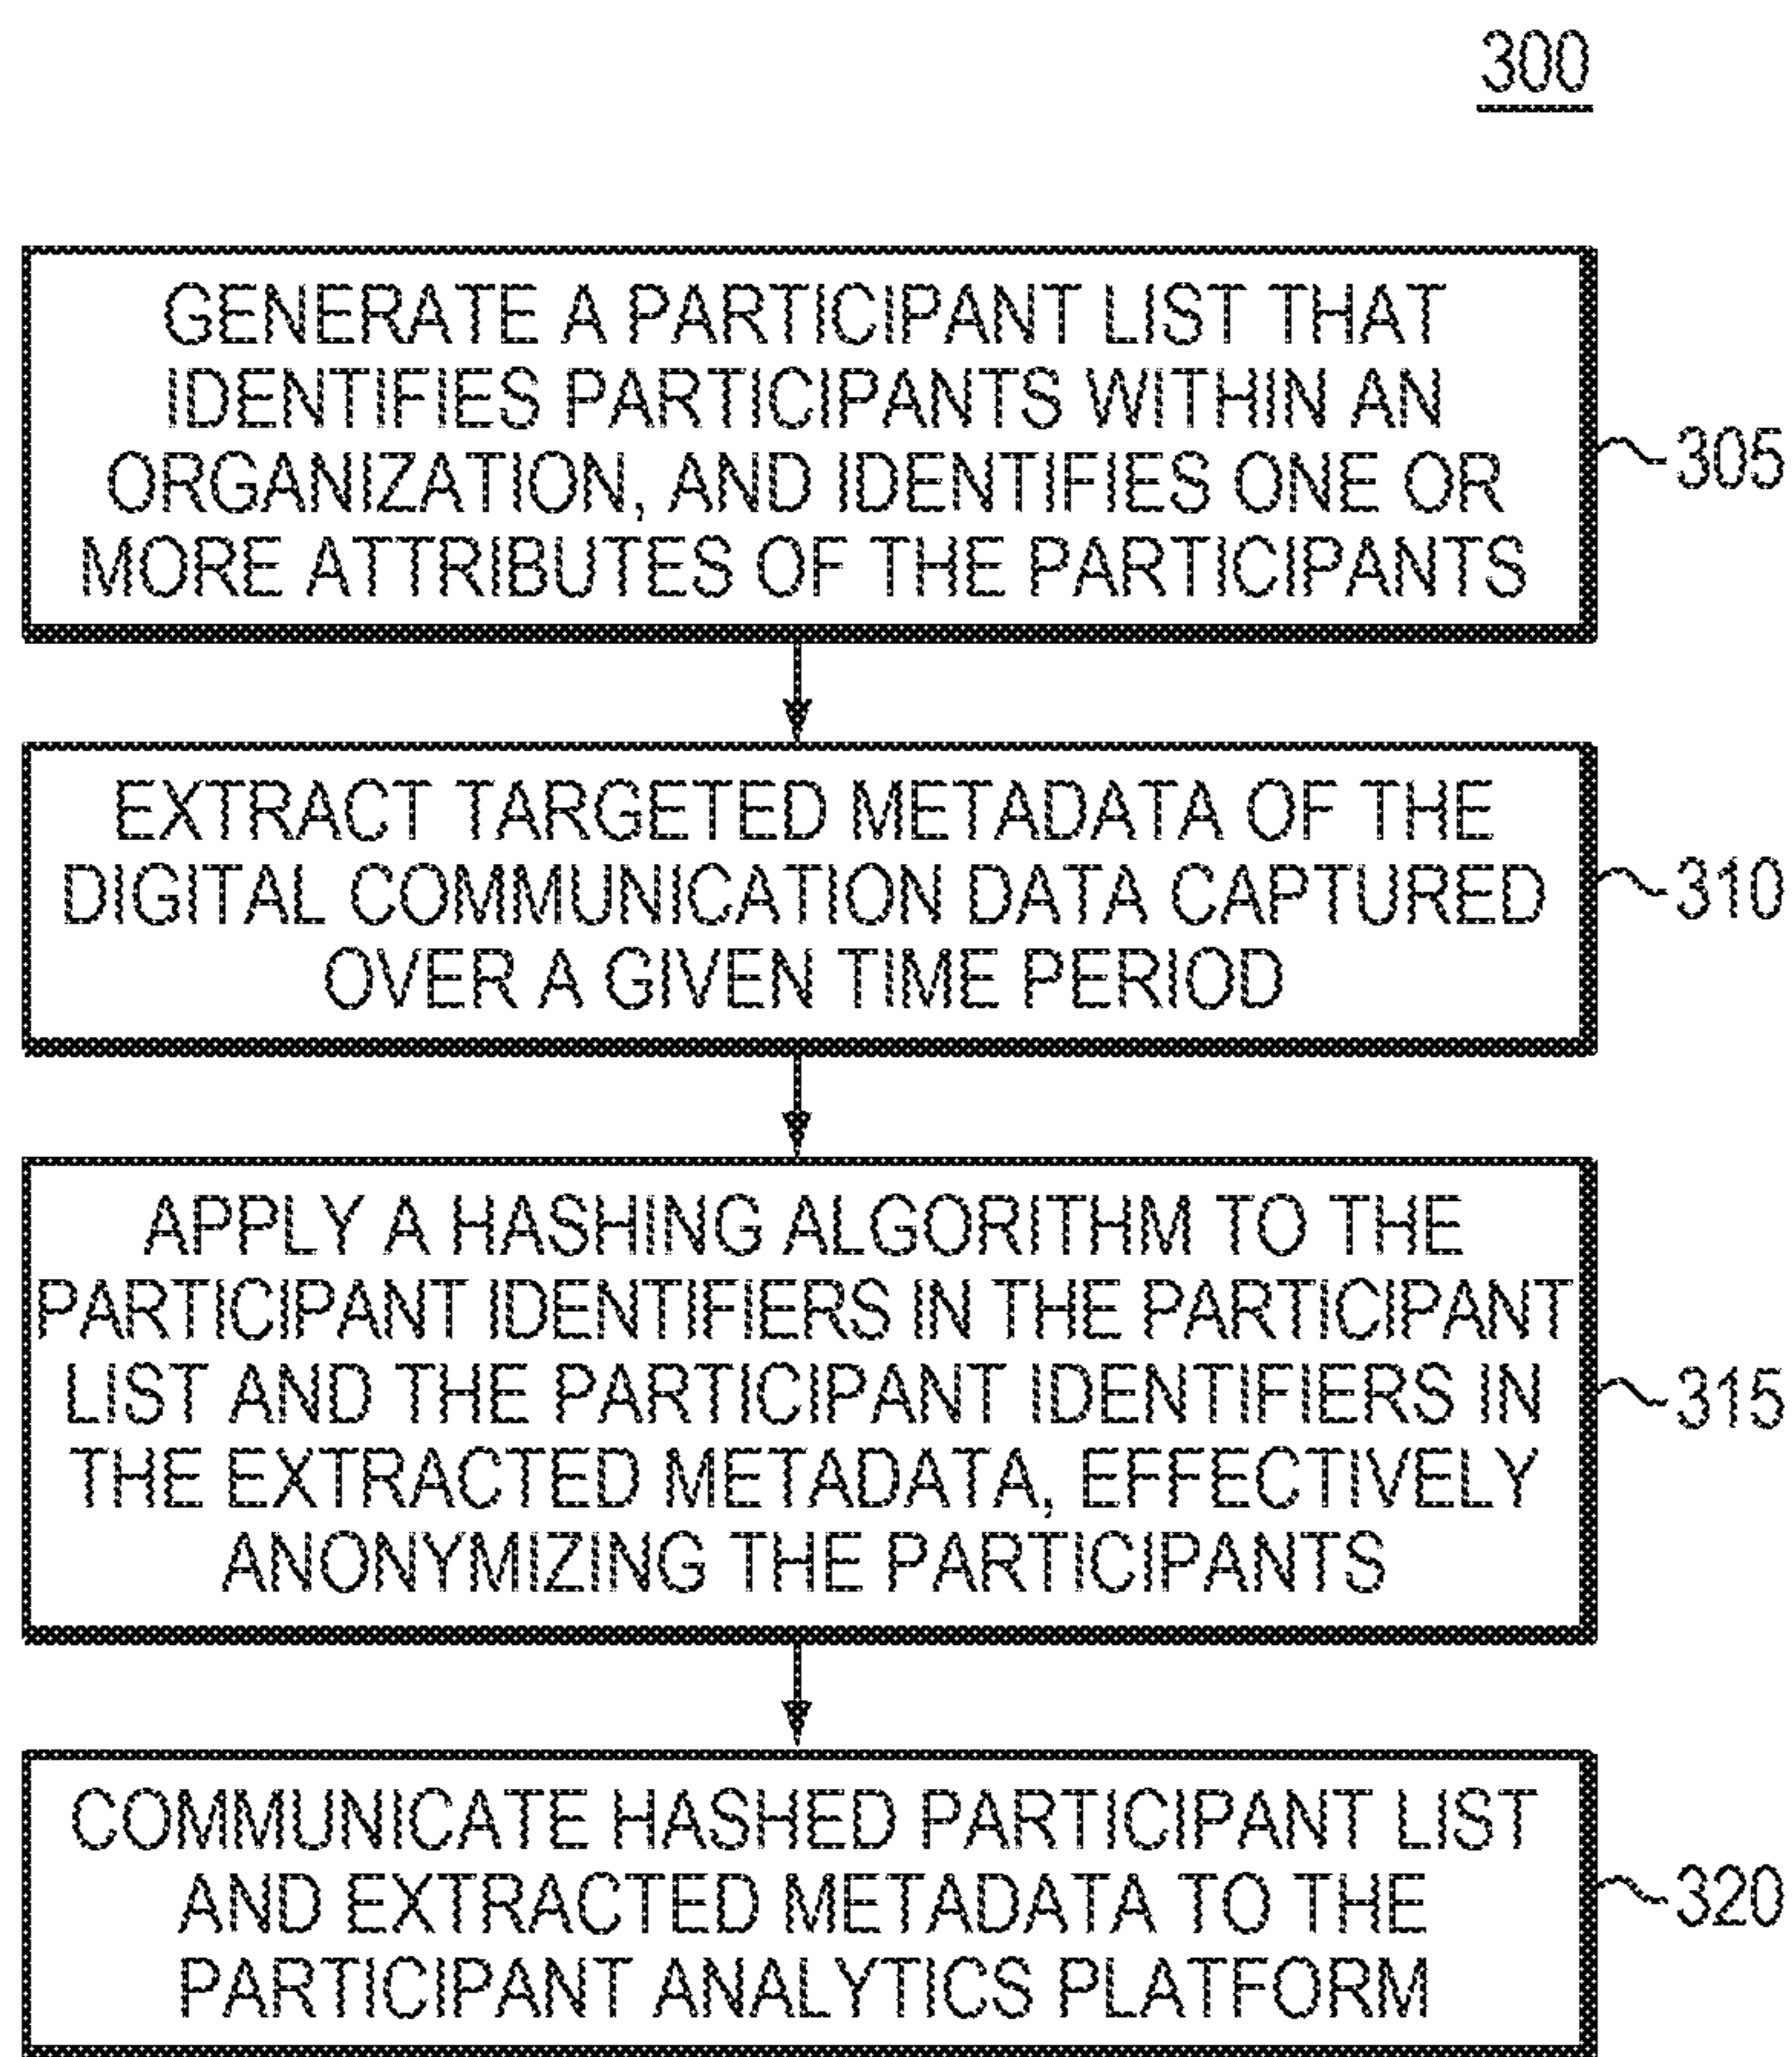 300
GENERATE A PARTICIPANT LIST THAT
IDENTIFIES PARTICIPANTS WITHIN AN
ORGANIZATION, AND IDENTIFIES ONE OR
MORE ATTRIBUTES OF THE PARTICIPANTS
305
EXTRACT TARGETED METADATA OF THE
DIGITAL COMMUNICATION DATA CAPTURED
OVER A GIVEN TIME PERIOD
310
APPLY A HASHING ALGORITHM TO THE
PARTICIPANT IDENTIFIERS IN THE PARTICIPANT
LIST AND THE PARTICIPANT IDENTIFIERS IN
THE EXTRACTED METADATA, EFFECTIVELY
ANONYMIZING THE PARTICIPANTS
315
COMMUNICATE HASHED PARTICIPANT LIST
AND EXTRACTED METADATA TO THE
PARTICIPANT ANALYTICS PLATFORM
320